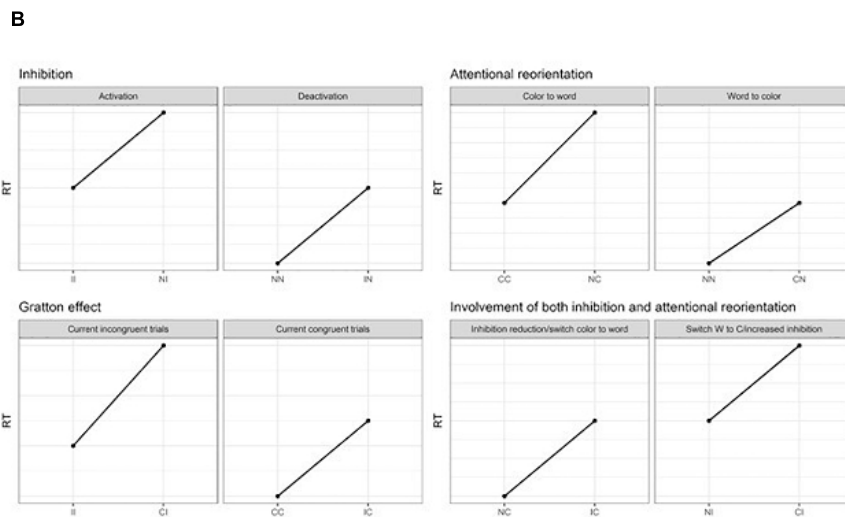 B
Inhibition
Activation
Deactivation
RT
II
NI
NN
IN
Attentional reorientation
Color to word
Word to color
RT
CC
NC
NN
CN
Gratton effect
Current incongruent trials
Current congruent trials
RT
II
CI
CC
IC
Involvement of both inhibition and attentional reorientation
Inhibition reduction/switch color to word
Switch W to C/increased inhibition
RT
NC
IC
NI
CI